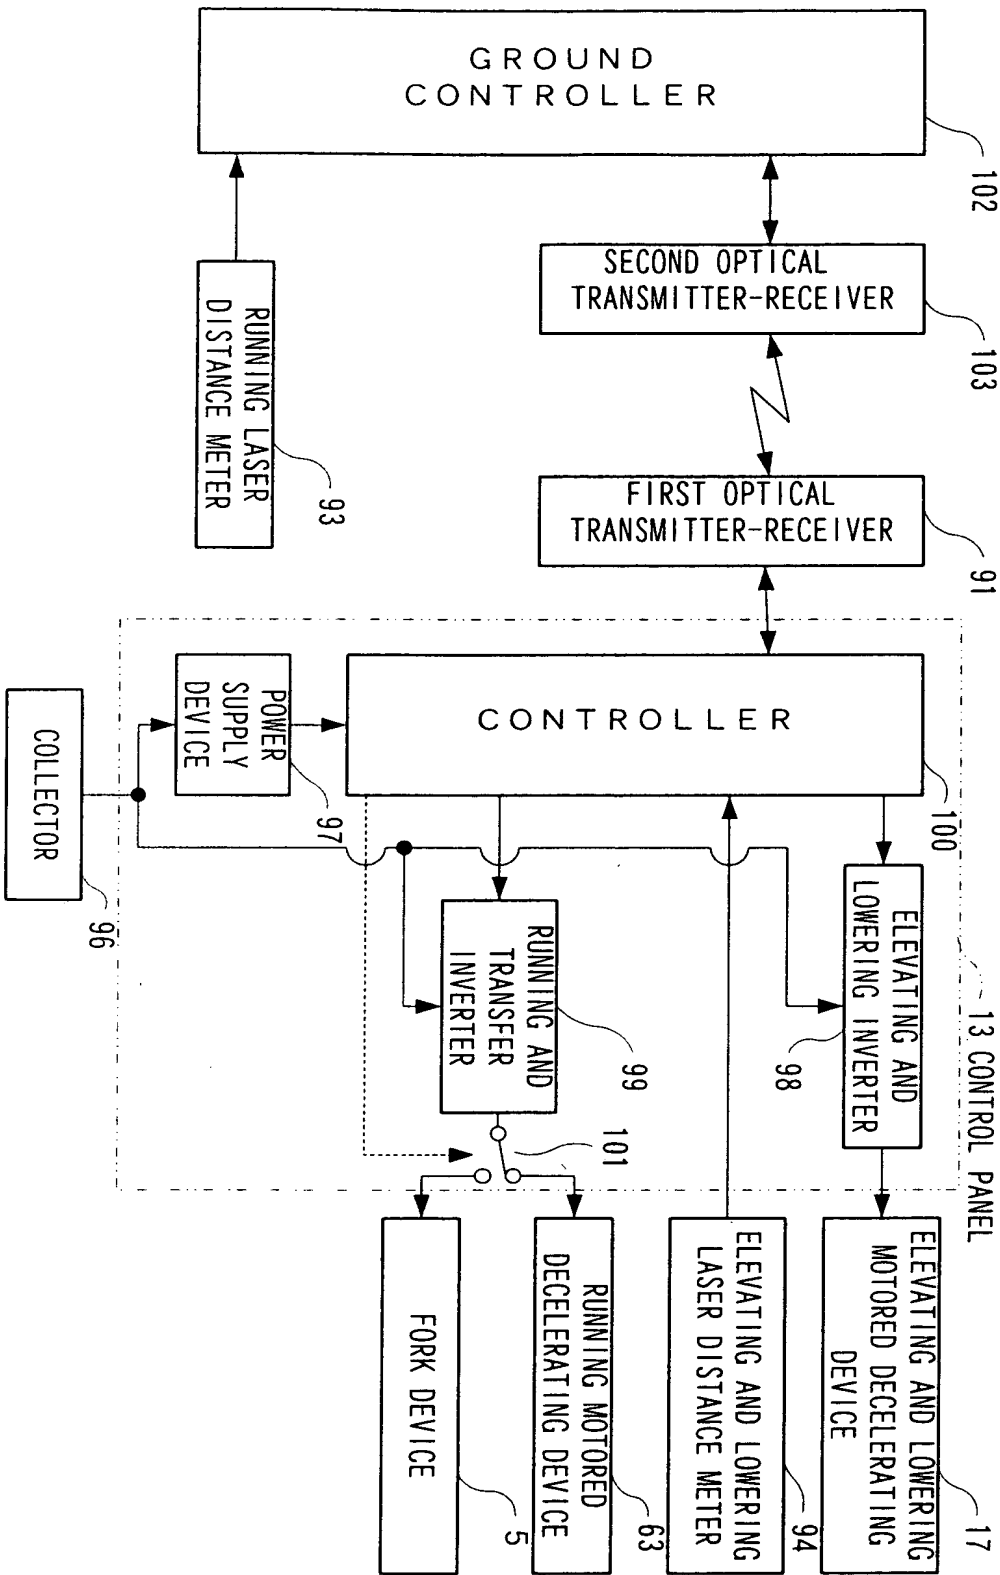 GROUND
CONTROLLER
102
SECOND OPTICAL
TRANSMITTER-RECEIVER
103
RUNNING LASER
DISTANCE METER
93
FIRST OPTICAL
TRANSMITTER-RECEIVER
91
13 CONTROL PANEL
CONTROLLER
100
POWER
SUPPLY
DEVICE
97
COLLECTOR
96
ELEVATING AND
LOWERING INVERTER
98
RUNNING AND
TRANSFER
INVERTER
99
101
ELEVATING AND LOWERING
MOTORED DECELERATING
DEVICE
17
ELEVATING AND LOWERING
LASER DISTANCE METER
94
RUNNING MOTORED
DECELERATING DEVICE
63
FORK DEVICE
5